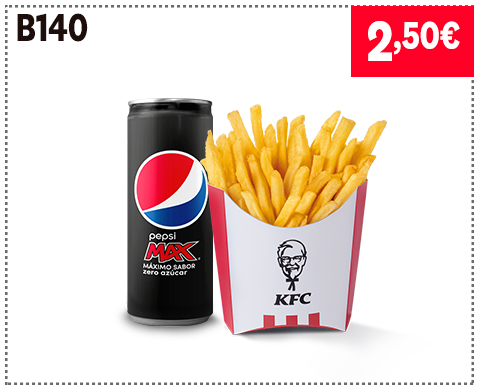 B140
2,50€
pepsi
MAX
MÁXIMO SABOR
zero azúcar
KFC